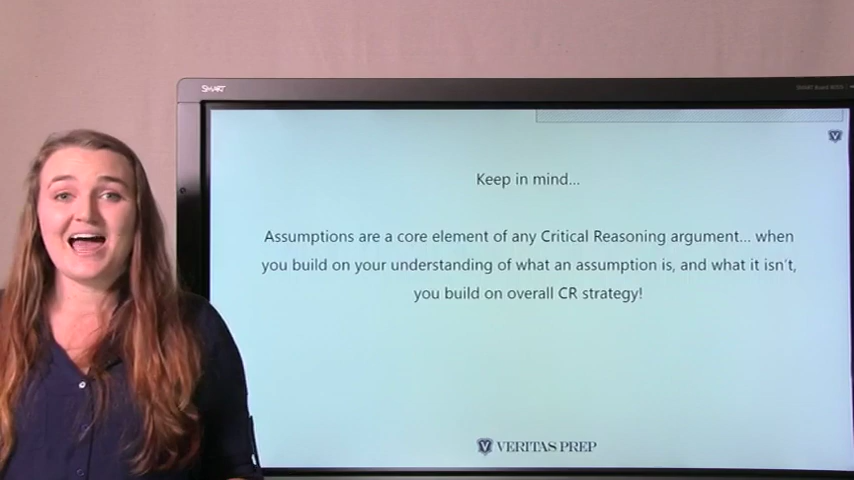 SMART
Keep in mind...
Assumptions are a core element of any Critical Reasoning argument... when
you build on your understanding of what an assumption is, and what it isn't,
you build on overall CR strategy!
VERITAS PREP